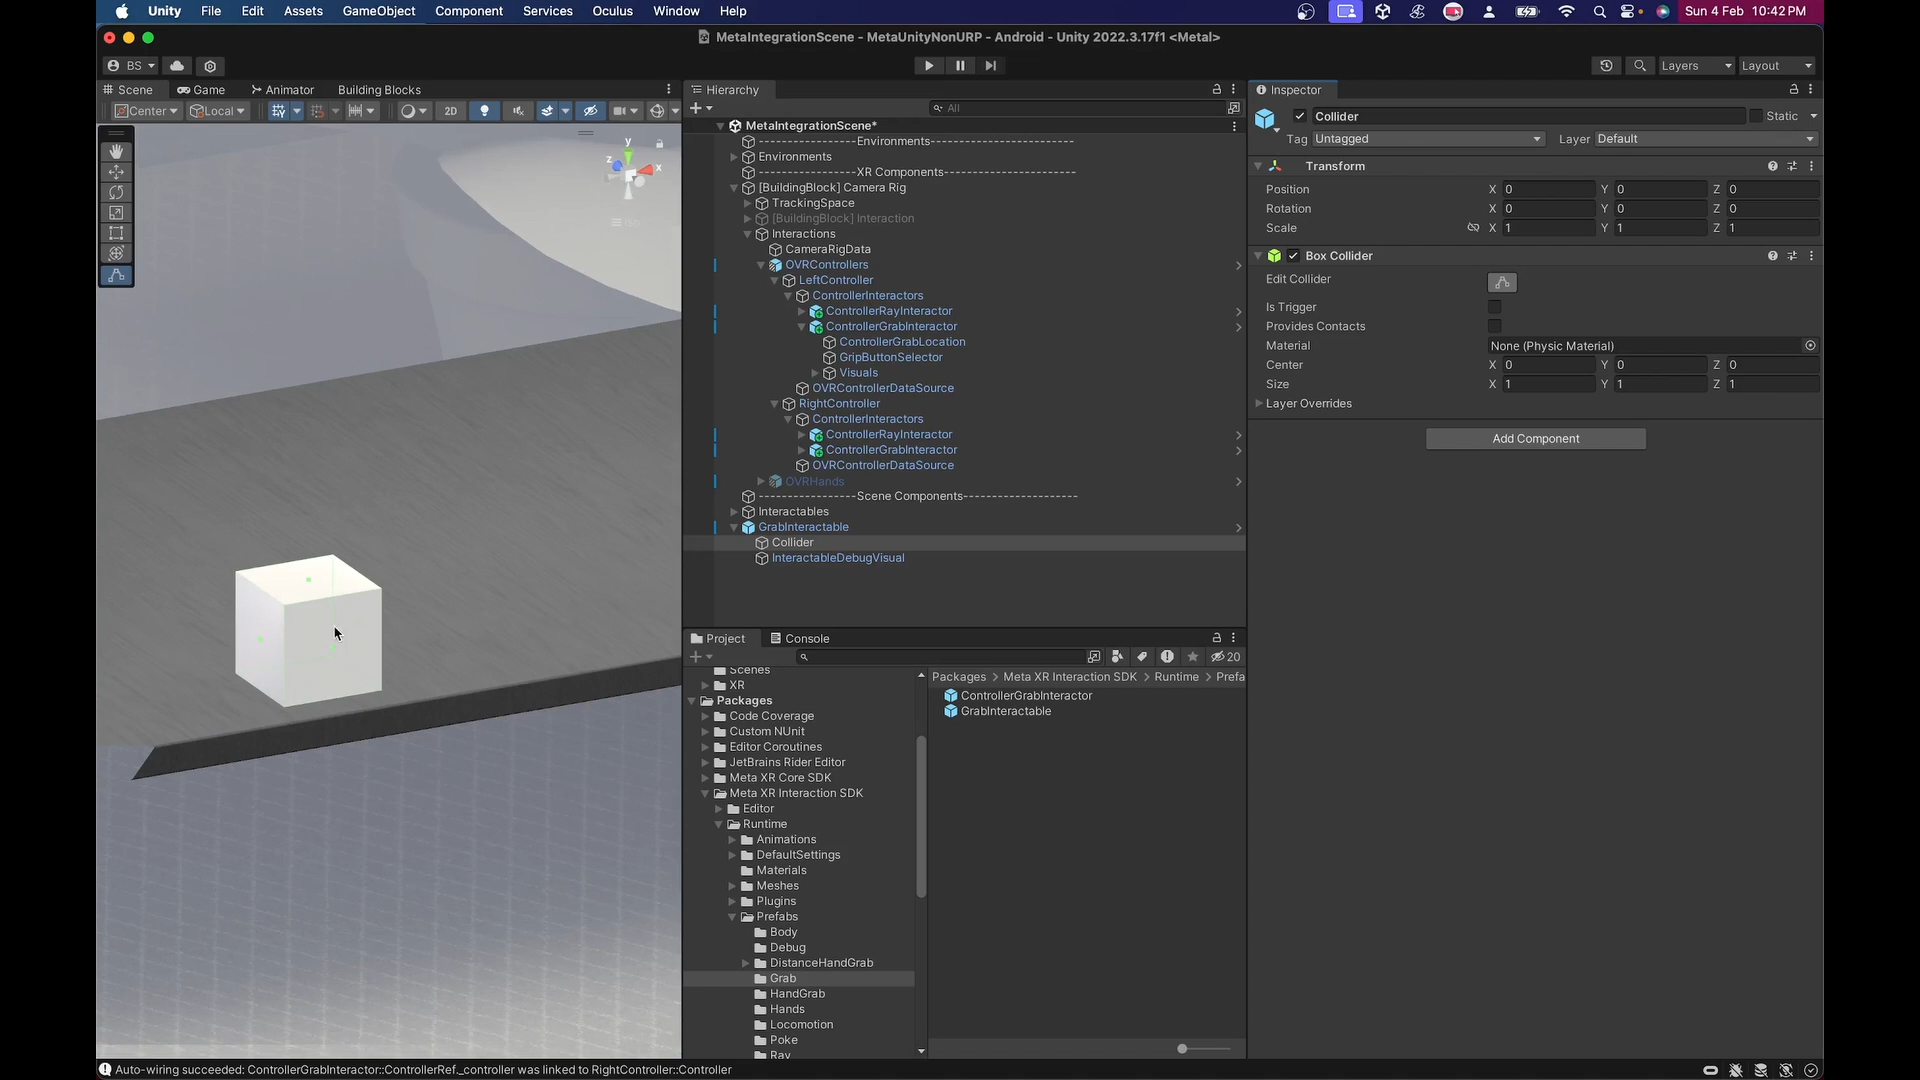 Unity File Edit Assets GameObject Component Services Oculus Window Help Sun 4 Feb 10:42 PM
MetaIntegrationScene - MetaUnityNonURP - Android - Unity 2022.3.17f1 <Metal>
BS Layers Layout
Scene Game Animator Building Blocks
Center Local 2D
y
z
x
Hierarchy
All
MetaIntegrationScene*
-----------------Environments------------------------
Environments
-----------------XR Components---------------------
[BuildingBlock] Camera Rig
TrackingSpace
[BuildingBlock] Interaction
Interactions
CameraRigData
OVRControllers
LeftController
ControllerInteractors
ControllerRayInteractor
ControllerGrabInteractor
ControllerGrabLocation
GripButtonSelector
Visuals
OVRControllerDataSource
RightController
ControllerInteractors
ControllerRayInteractor
ControllerGrabInteractor
OVRControllerDataSource
OVRHands
-----------------Scene Components--------------------
Interactables
GrabInteractable
Collider
InteractableDebugVisual
Inspector
Collider Static
Tag Untagged Layer Default
Transform
Position X 0 Y 0 Z 0
Rotation X 0 Y 0 Z 0
Scale X 1 Y 1 Z 1
Box Collider
Edit Collider
Is Trigger
Provides Contacts
Material None (Physic Material)
Center X 0 Y 0 Z 0
Size X 1 Y 1 Z 1
Layer Overrides
Add Component
Project Console
20
Scenes
XR
Packages
Code Coverage
Custom NUnit
Editor Coroutines
JetBrains Rider Editor
Meta XR Core SDK
Meta XR Interaction SDK
Editor
Runtime
Animations
DefaultSettings
Materials
Meshes
Plugins
Prefabs
Body
Debug
DistanceHandGrab
Grab
HandGrab
Hands
Locomotion
Poke
Ray
Packages > Meta XR Interaction SDK > Runtime > Prefa
ControllerGrabInteractor
GrabInteractable
Auto-wiring succeeded: ControllerGrabInteractor::ControllerRef._controller was linked to RightController::Controller